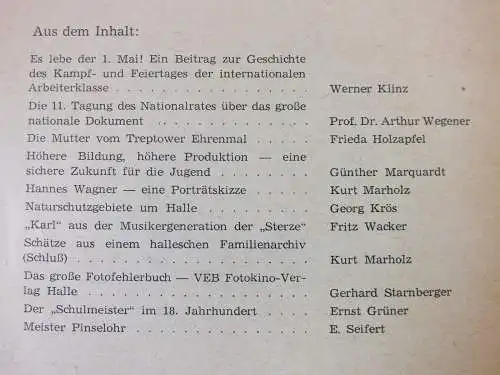 Aus dem Inhalt:
Es lebe der 1. Mai! Ein Beitrag zur Geschichte
des Kampf- und Feiertages der internationalen
Arbeiterklasse . . . . . . . . . . . . . . . Werner Klinz
Die 11. Tagung des Nationalrates über das große
nationale Dokument . . . . . . . . . . . . Prof. Dr. Arthur Wegener
Die Mutter vom Treptower Ehrenmal . . . . . Frieda Holzapfel
Höhere Bildung, höhere Produktion — eine
sichere Zukunft für die Jugend . . . . . . . . Günther Marquardt
Hannes Wagner — eine Porträtskizze . . . . . Kurt Marholz
Naturschutzgebiete um Halle . . . . . . . . Georg Krös
„Karl" aus der Musikergeneration der „Sterze" Fritz Wacker
Schätze aus einem halleschen Familienarchiv
(Schluß) . . . . . . . . . . . . . . . . . Kurt Marholz
Das große Fotofehlerbuch — VEB Fotokino-Ver-
lag Halle . . . . . . . . . . . . . . . . . Gerhard Starnberger
Der „Schulmeister" im 18. Jahrhundert . . . . Ernst Grüner
Meister Pinselohr . . . . . . . . . . . . . E. Seifert